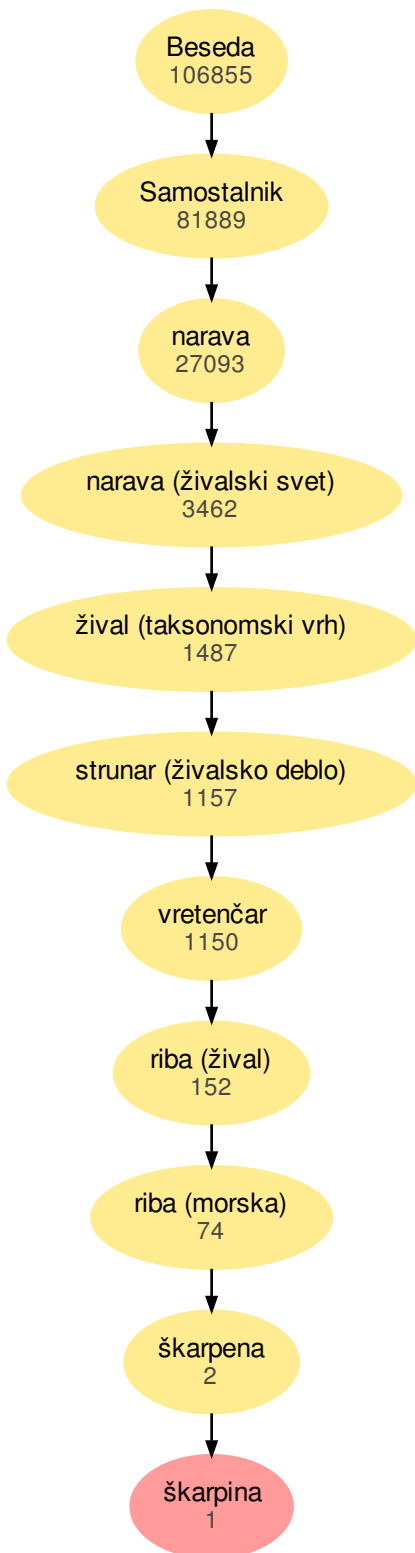 Beseda
106855
Samostalnik
81889
narava
27093
narava (živalski svet)
3462
žival (taksonomski vrh)
1487
strunar (živalsko deblo)
1157
vretenčar
1150
riba (žival)
152
riba (morska)
74
škarpena
2
škarpina
1